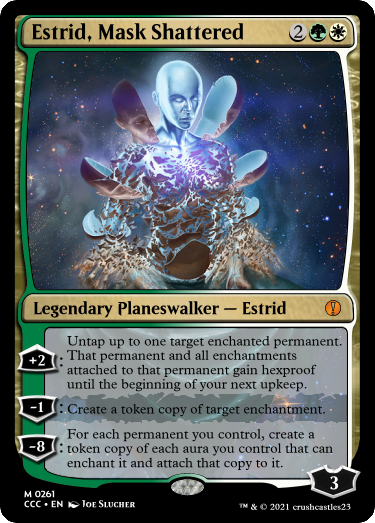 Estrid, Mask Shattered 2
Legendary Planeswalker — Estrid
Untap up to one target enchanted permanent.
+2: That permanent and all enchantments
attached to that permanent gain hexproof
until the beginning of your next upkeep.
-1: Create a token copy of target enchantment.
For each permanent you control, create a
-8: token copy of each aura you control that can
enchant it and attach that copy to it.
3
M 0261
CCC • EN Joe Slucher
™ & © 2021 crushcastles23